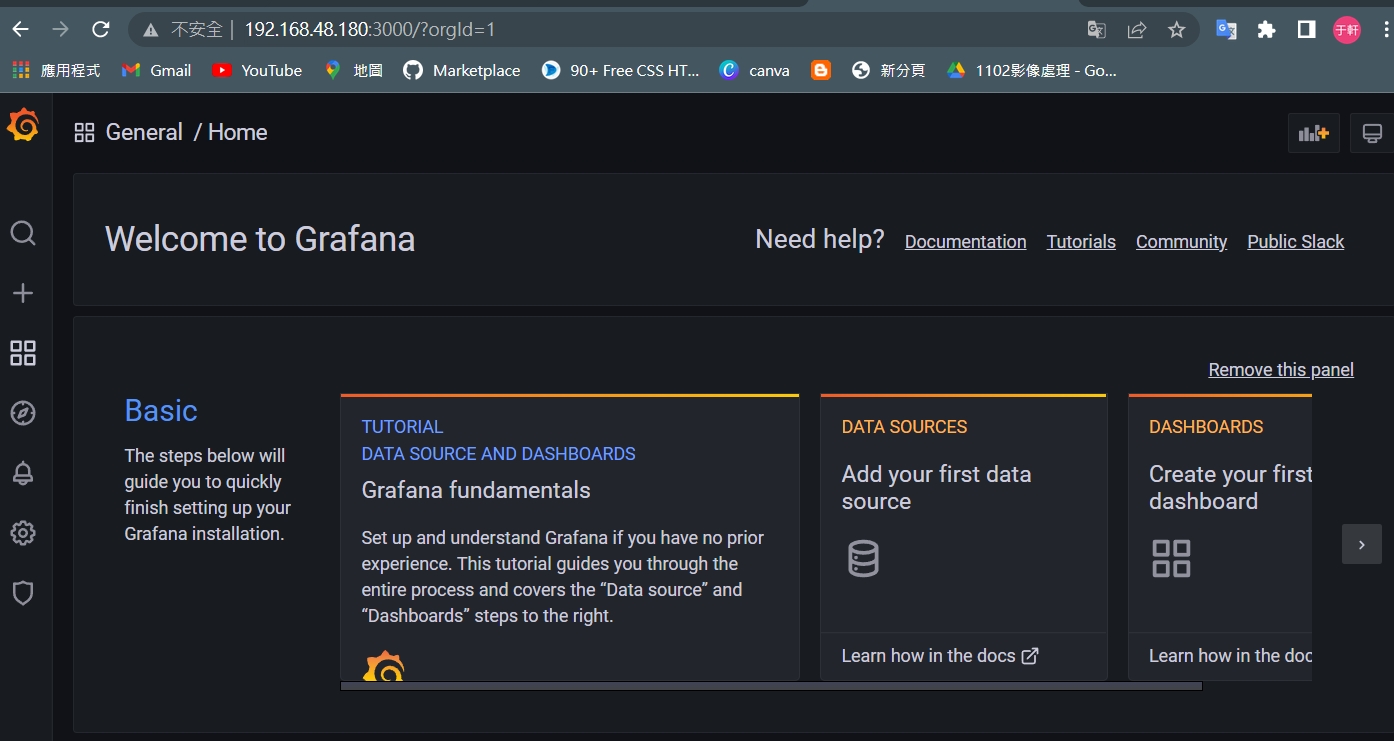 不安全 192.168.48.180:3000/?orgId=1 于軒
應用程式 Gmail YouTube 地圖 Marketplace 90+ Free CSS HT... canva 新分頁 1102影像處理 - Go...
General / Home
Welcome to Grafana
Need help? Documentation Tutorials Community Public Slack
Remove this panel
Basic
The steps below will
guide you to quickly
finish setting up your
Grafana installation.
TUTORIAL
DATA SOURCE AND DASHBOARDS
Grafana fundamentals
Set up and understand Grafana if you have no prior
experience. This tutorial guides you through the
entire process and covers the “Data source” and
“Dashboards” steps to the right.
DATA SOURCES
Add your first data
source
Learn how in the docs
DASHBOARDS
Create your first
dashboard
Learn how in the doc